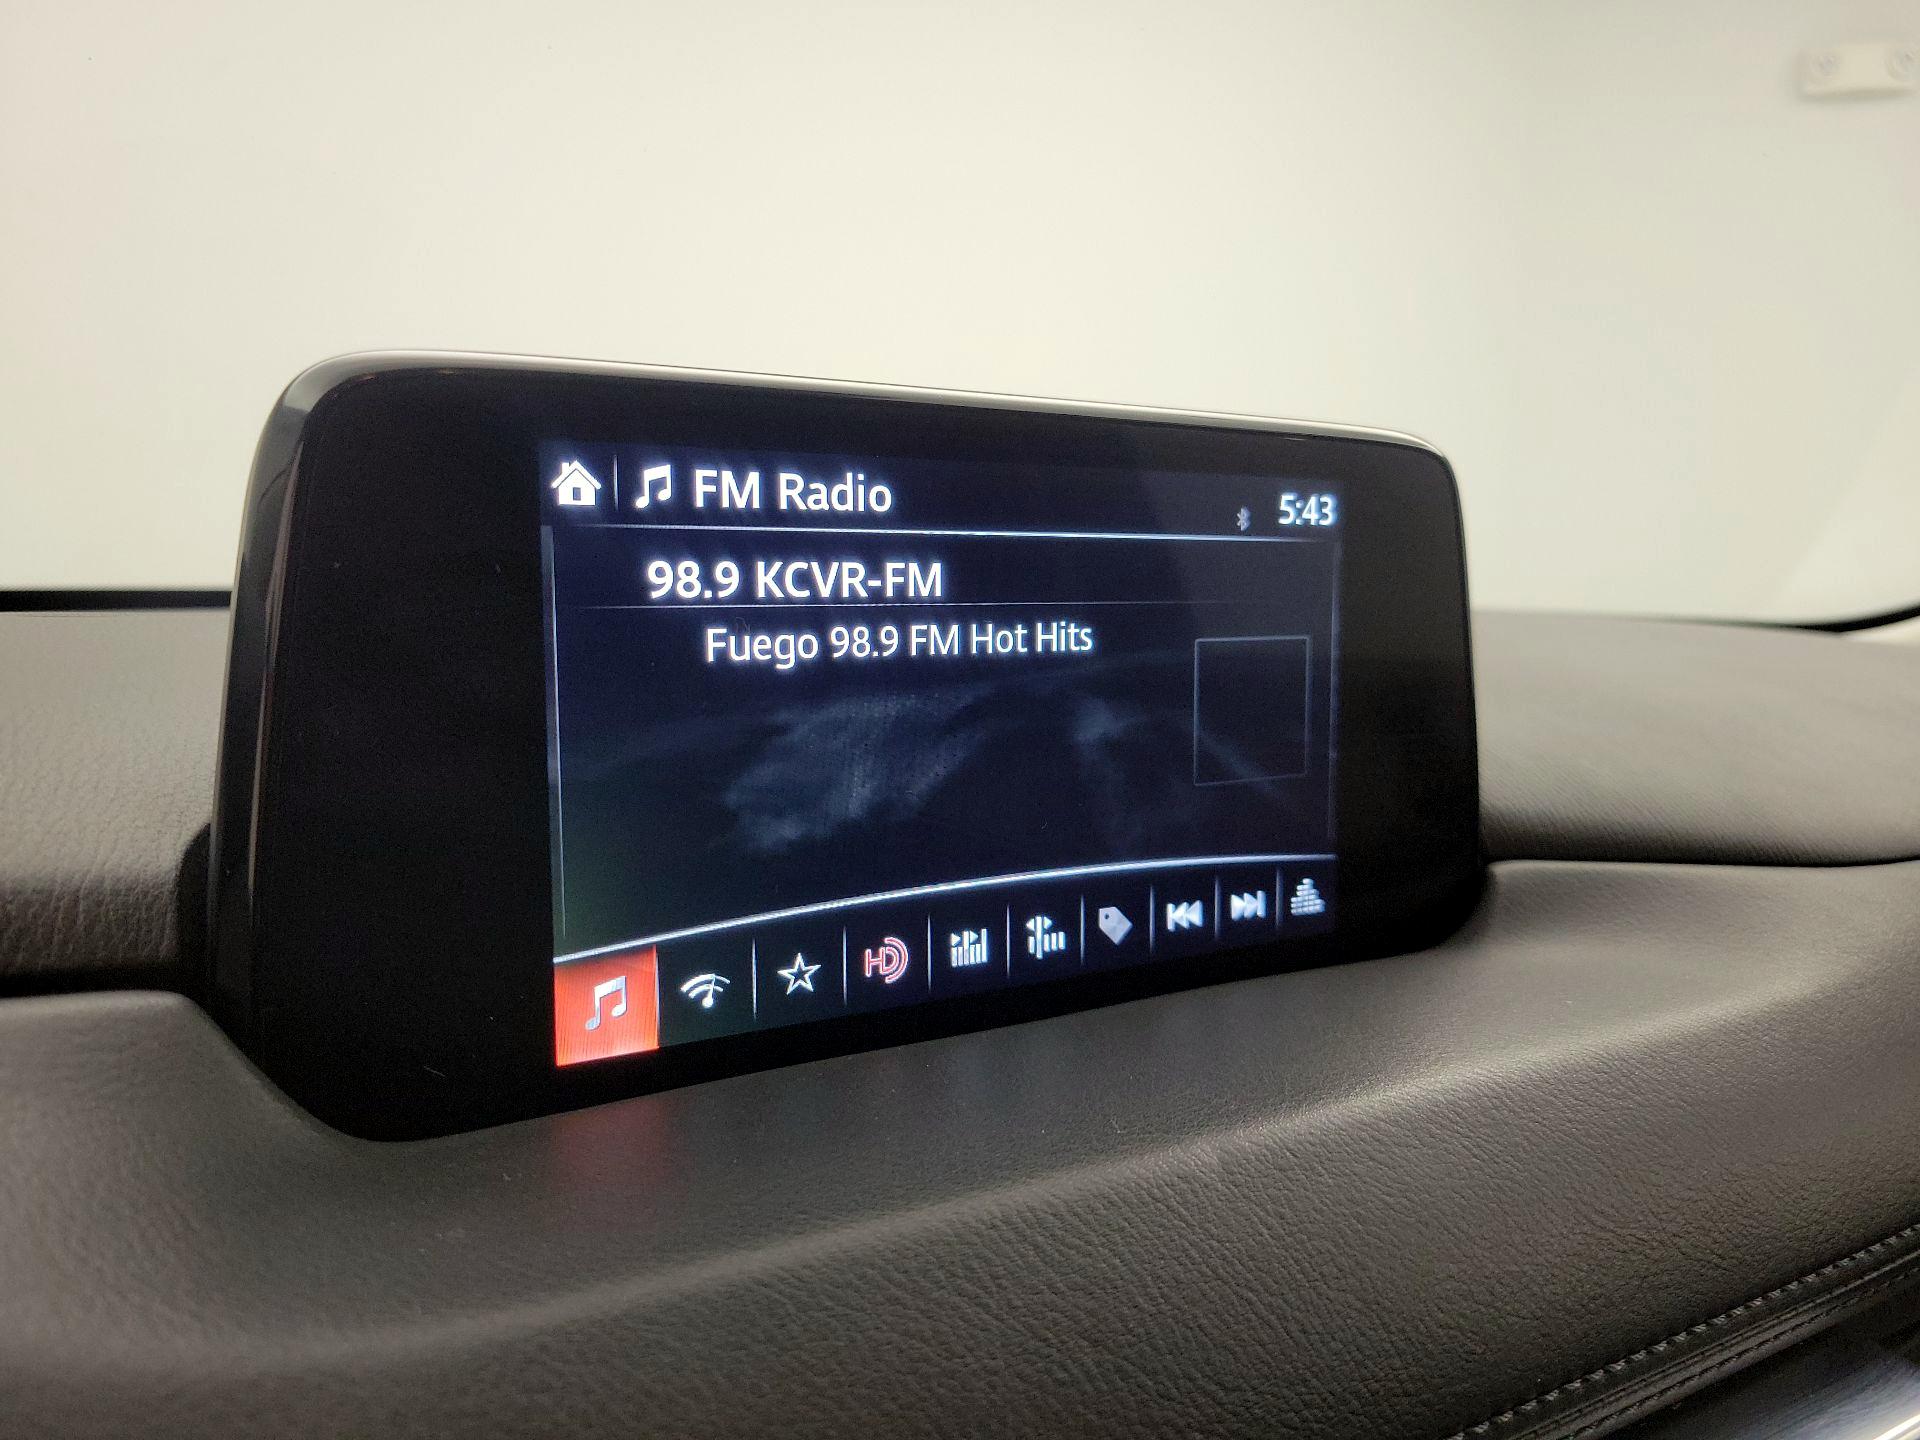 FM Radio
5:43
98.9 KCVR-FM
Fuego 98.9 FM Hot Hits
HD